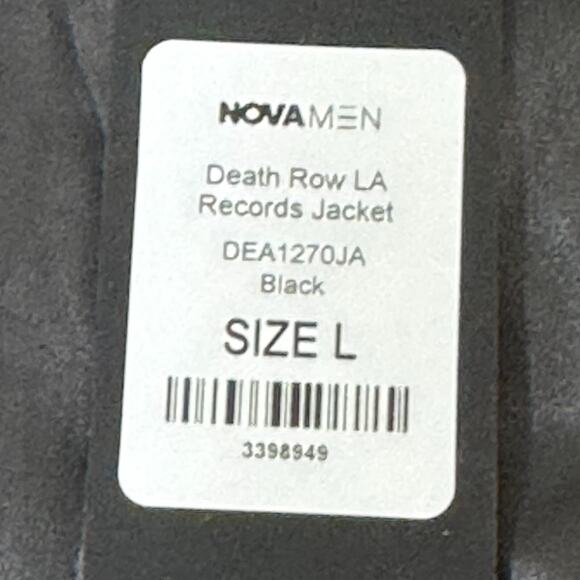 NOVAMEN
Death Row LA
Records Jacket
DEA1270JA
Black
SIZE L
3398949